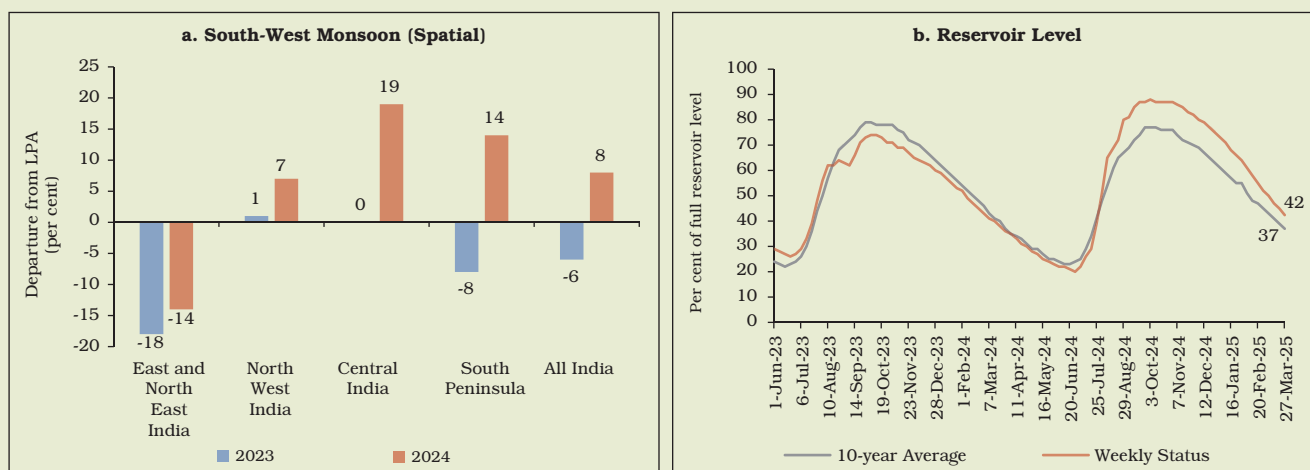 a. South-West Monsoon (Spatial)
Departure from LPA
(per cent)
25
20
15
10
5
0
-5
-10
-15
-20
-18
-14
1
7
0
19
-8
14
-6
8
East and
North
East
India
North
West
India
Central
India
South
Peninsula
All India
2023
2024
b. Reservoir Level
Per cent of full reservoir level
100
90
80
70
60
50
40
30
20
10
0
42
37
1-Jun-23
6-Jul-23
10-Aug-23
14-Sep-23
19-Oct-23
23-Nov-23
28-Dec-23
1-Feb-24
7-Mar-24
11-Apr-24
16-May-24
20-Jun-24
25-Jul-24
29-Aug-24
3-Oct-24
7-Nov-24
12-Dec-24
16-Jan-25
20-Feb-25
27-Mar-25
10-year Average
Weekly Status